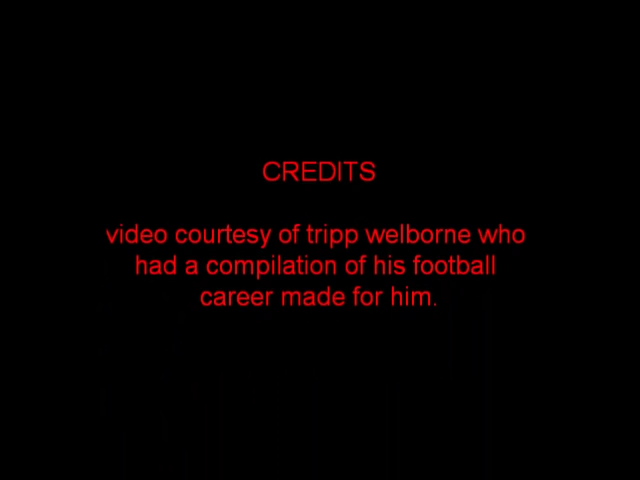 CREDITS
video courtesy of tripp welborne who
had a compilation of his football
career made for him.